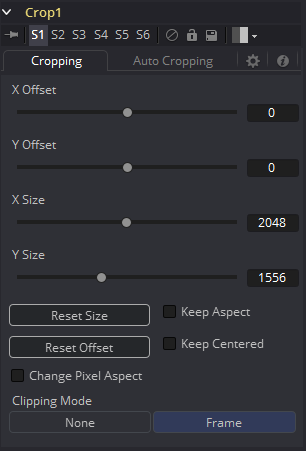 Crop1
S1 S2 S3 S4 S5 S6
Cropping Auto Cropping
X Offset
0
Y Offset
0
X Size
2048
Y Size
1556
Reset Size Keep Aspect
Reset Offset Keep Centered
Change Pixel Aspect
Clipping Mode
None Frame